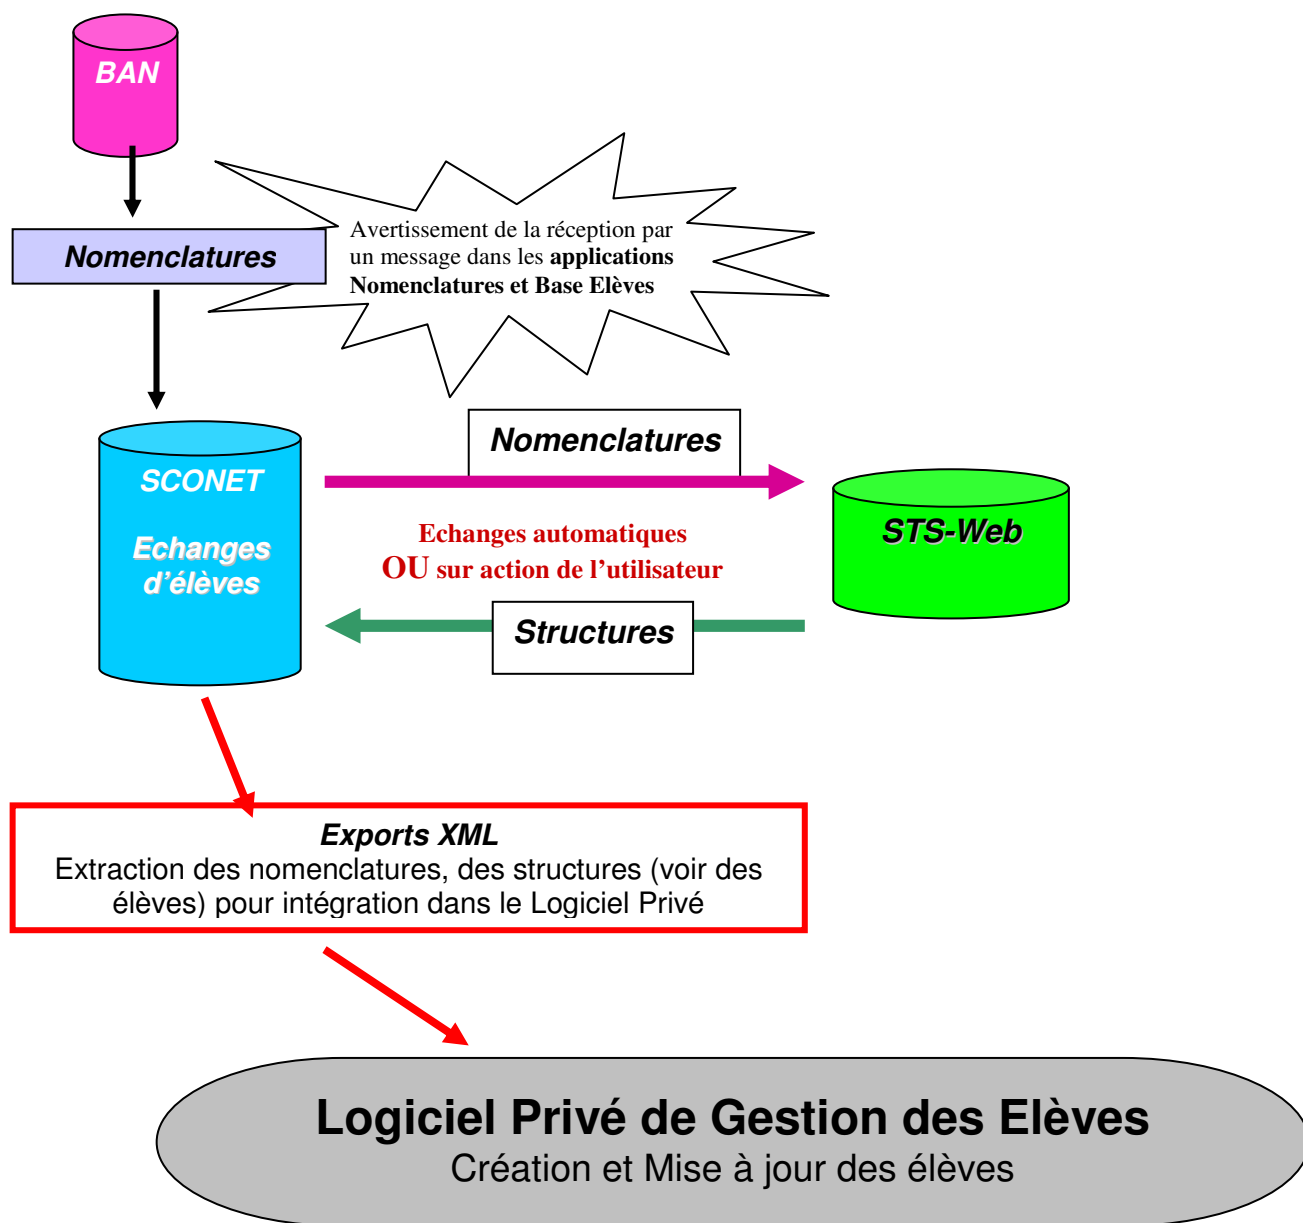 BAN
Nomenclatures
Avertissement de la réception par
un message dans les applications
Nomenclatures et Base Elèves
SCONET
Echanges
d'élèves
Nomenclatures
Echanges automatiques
OU sur action de l'utilisateur
Structures
STS-Web
Exports XML
Extraction des nomenclatures, des structures (voir des
élèves) pour intégration dans le Logiciel Privé
Logiciel Privé de Gestion des Elèves
Création et Mise à jour des élèves